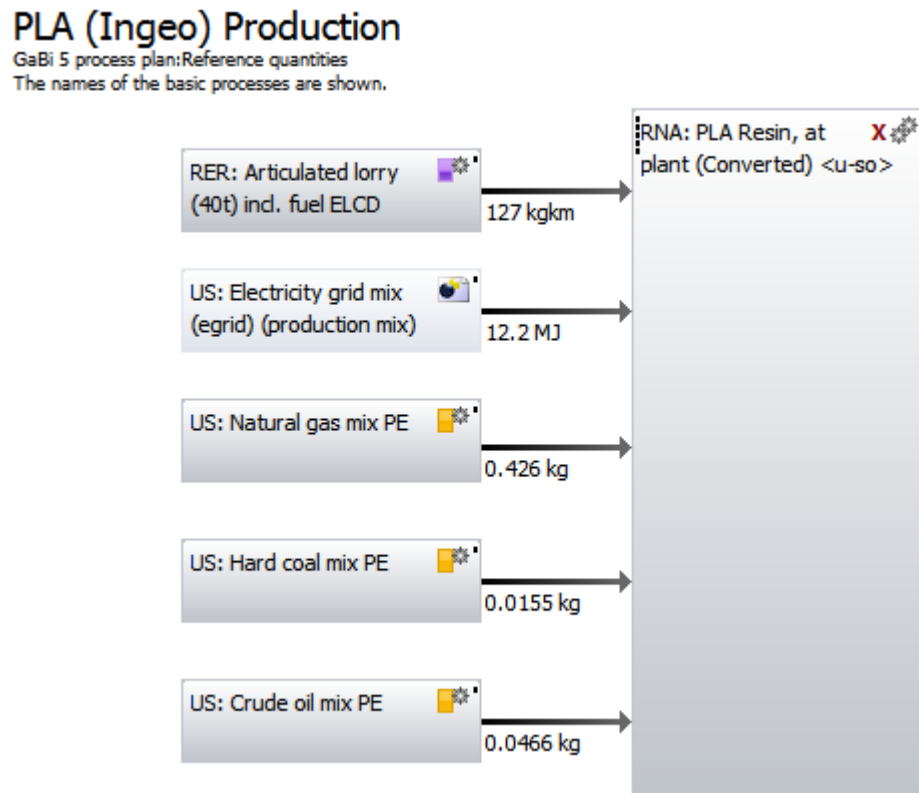 PLA (Ingeo) Production
GaBi 5 process plan:Reference quantities
The names of the basic processes are shown.
RNA: PLA Resin, at X
plant (Converted) <u-so>
RER: Articulated lorry
(40t) incl. fuel ELCD
127 kgkm
US: Electricity grid mix
(egrid) (production mix)
12.2 MJ
US: Natural gas mix PE
0.426 kg
US: Hard coal mix PE
0.0155 kg
US: Crude oil mix PE
0.0466 kg